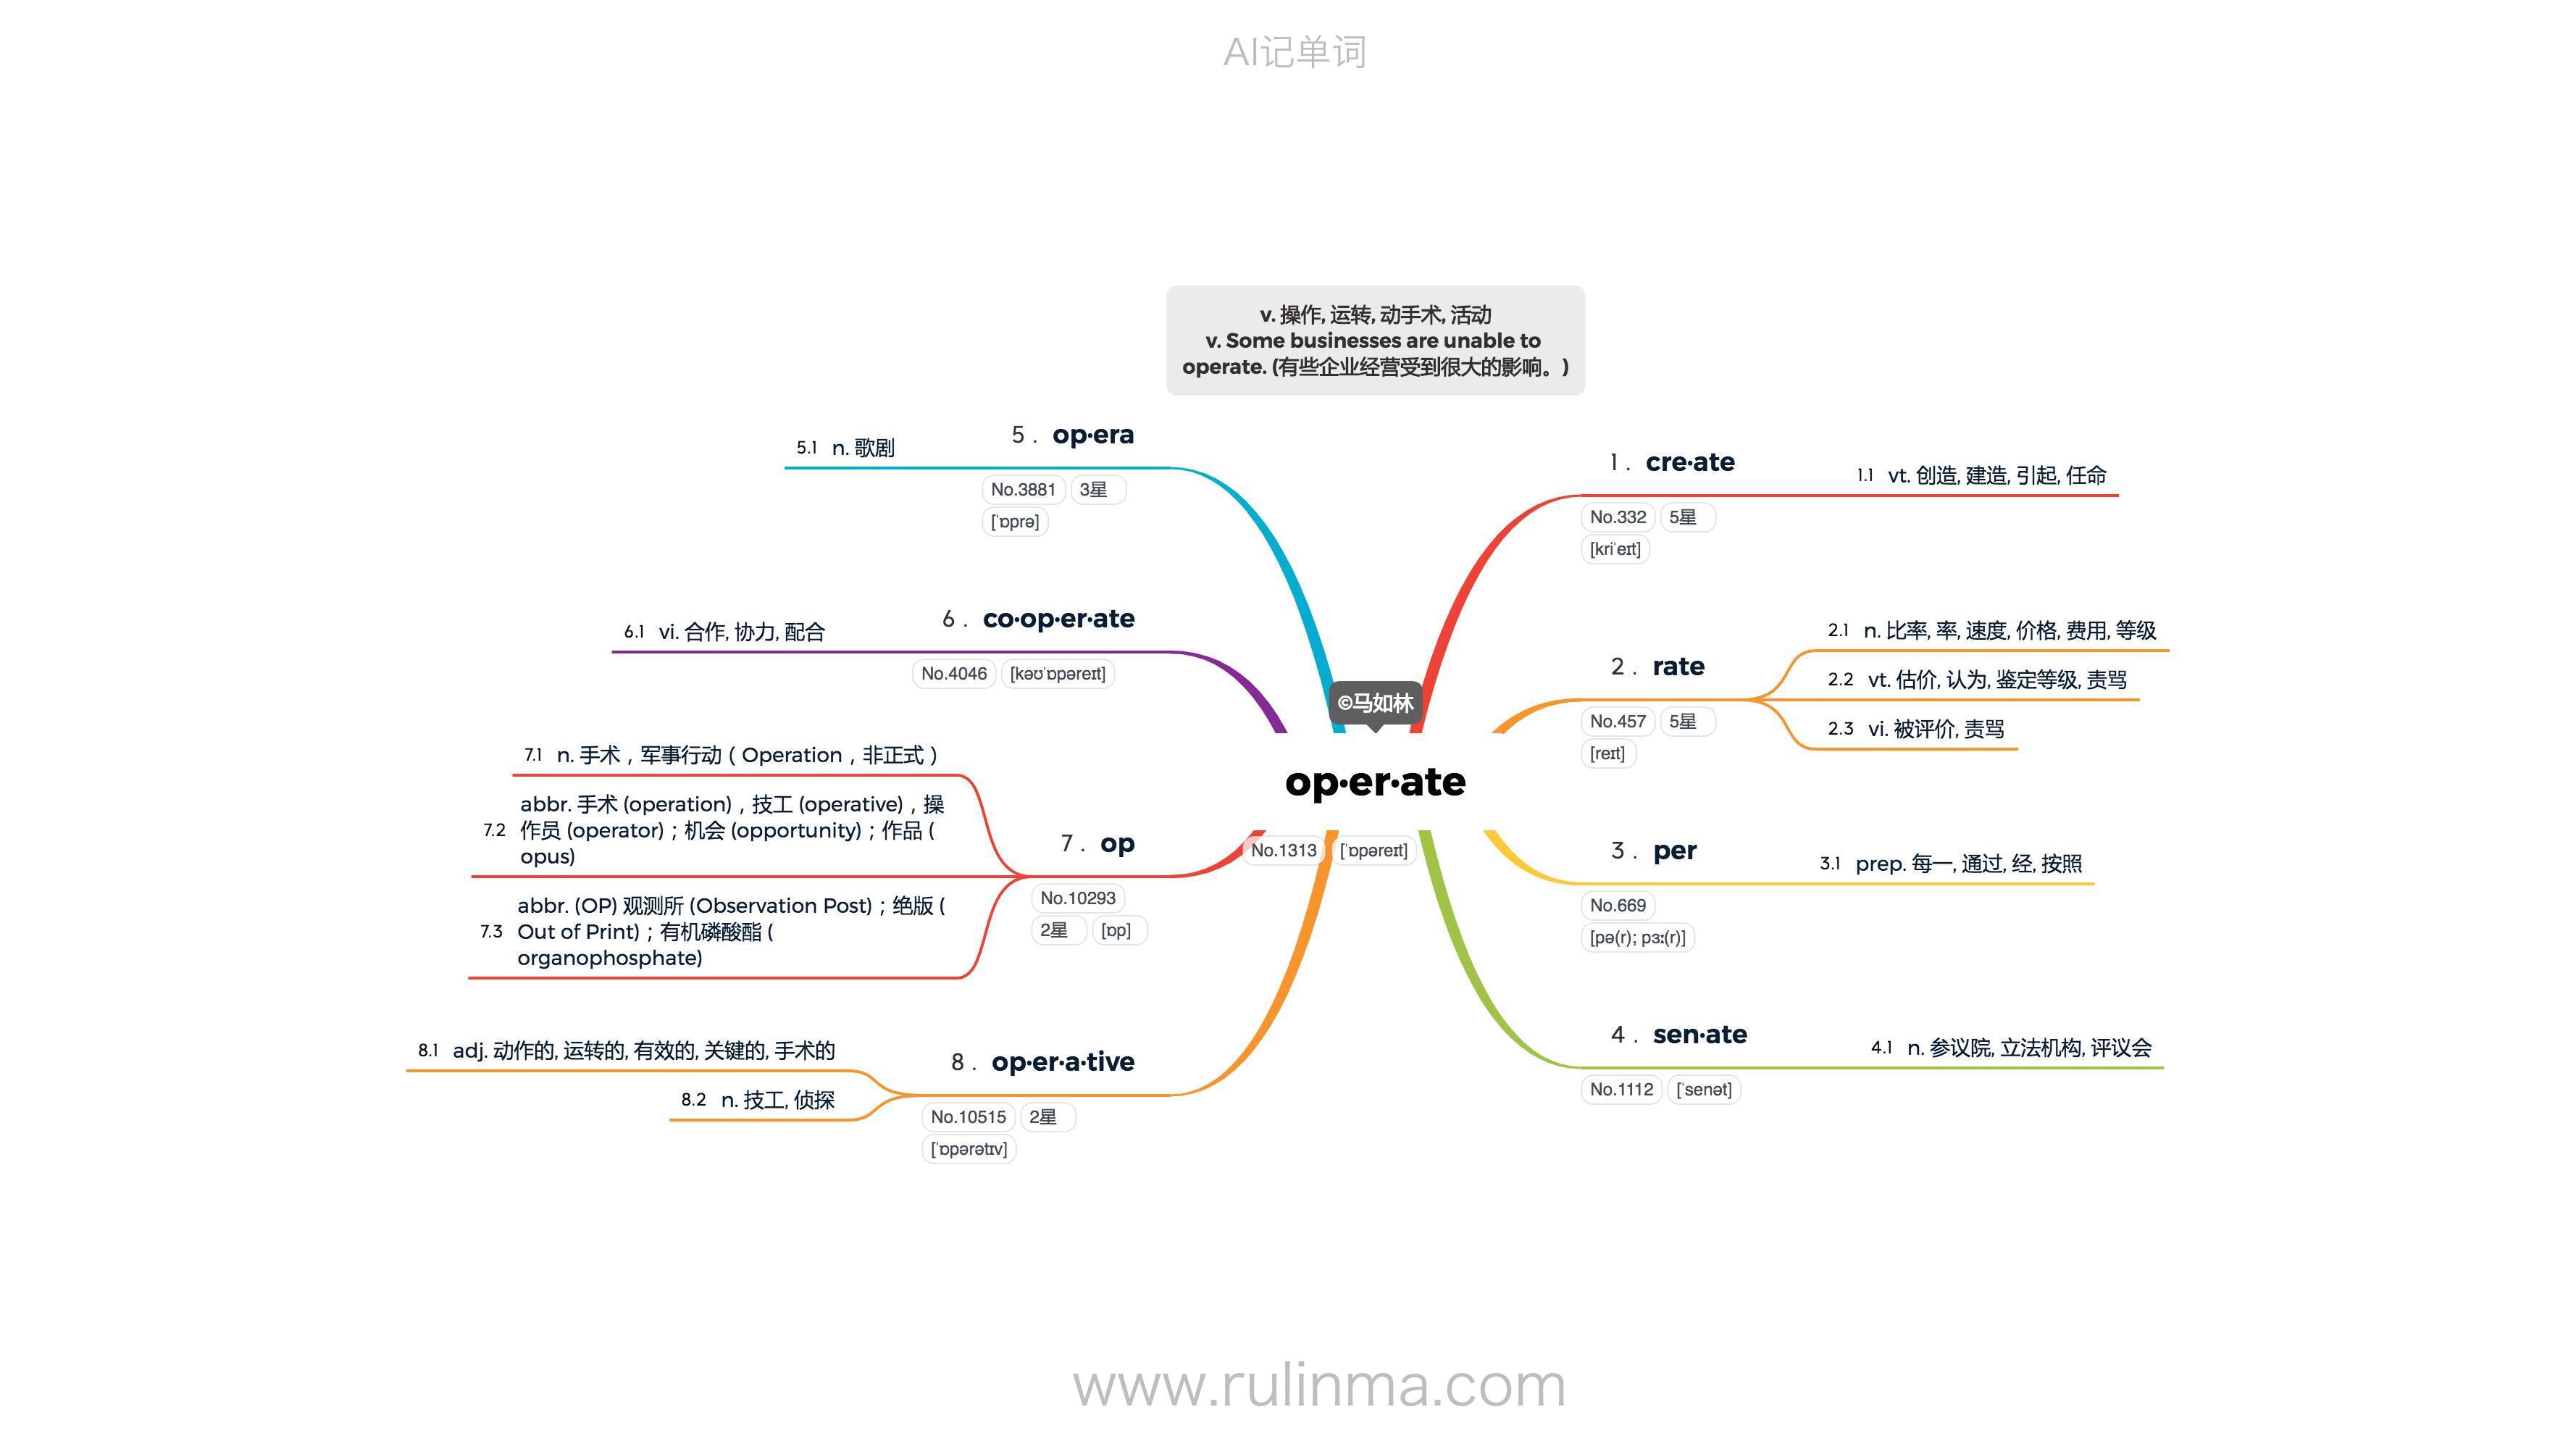 AI记单词
v. 操作, 运转, 动手术, 活动
v. Some businesses are unable to
operate. (有些企业经营受到很大的影响。)
©马如林
op·er·ate
No.1313 [ˈɒpəreɪt]
1. cre·ate
No.332 5星
[kriˈeɪt]
1.1 vt. 创造, 建造, 引起, 任命
2. rate
No.457 5星
[reɪt]
2.1 n. 比率, 率, 速度, 价格, 费用, 等级
2.2 vt. 估价, 认为, 鉴定等级, 责骂
2.3 vi. 被评价, 责骂
3. per
No.669
[pə(r); pɜː(r)]
3.1 prep. 每一, 通过, 经, 按照
4. sen·ate
No.1112 [ˈsenət]
4.1 n. 参议院, 立法机构, 评议会
5. op·era
No.3881 3星
[ˈɒprə]
5.1 n. 歌剧
6. co·op·er·ate
No.4046 [kəʊˈɒpəreɪt]
6.1 vi. 合作, 协力, 配合
7. op
No.10293
2星 [ɒp]
7.1 n. 手术，军事行动（Operation，非正式）
7.2 abbr. 手术 (operation)，技工 (operative)，操
作员 (operator)；机会 (opportunity)；作品 (
opus)
7.3 abbr. (OP) 观测所 (Observation Post)；绝版 (
Out of Print)；有机磷酸酯 (
organophosphate)
8. op·er·a·tive
No.10515 2星
[ˈɒpərətɪv]
8.1 adj. 动作的, 运转的, 有效的, 关键的, 手术的
8.2 n. 技工, 侦探
www.rulinma.com